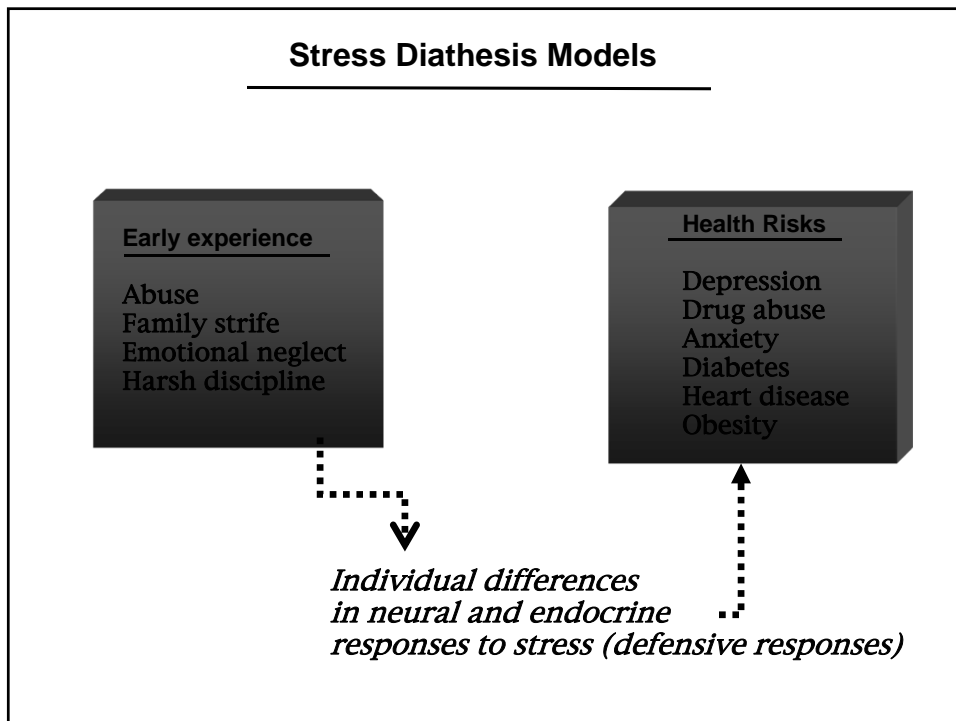 Stress Diathesis Models
Early experience
Abuse
Family strife
Emotional neglect
Harsh discipline
Health Risks
Depression
Drug abuse
Anxiety
Diabetes
Heart disease
Obesity
Individual differences
in neural and endocrine
responses to stress (defensive responses)